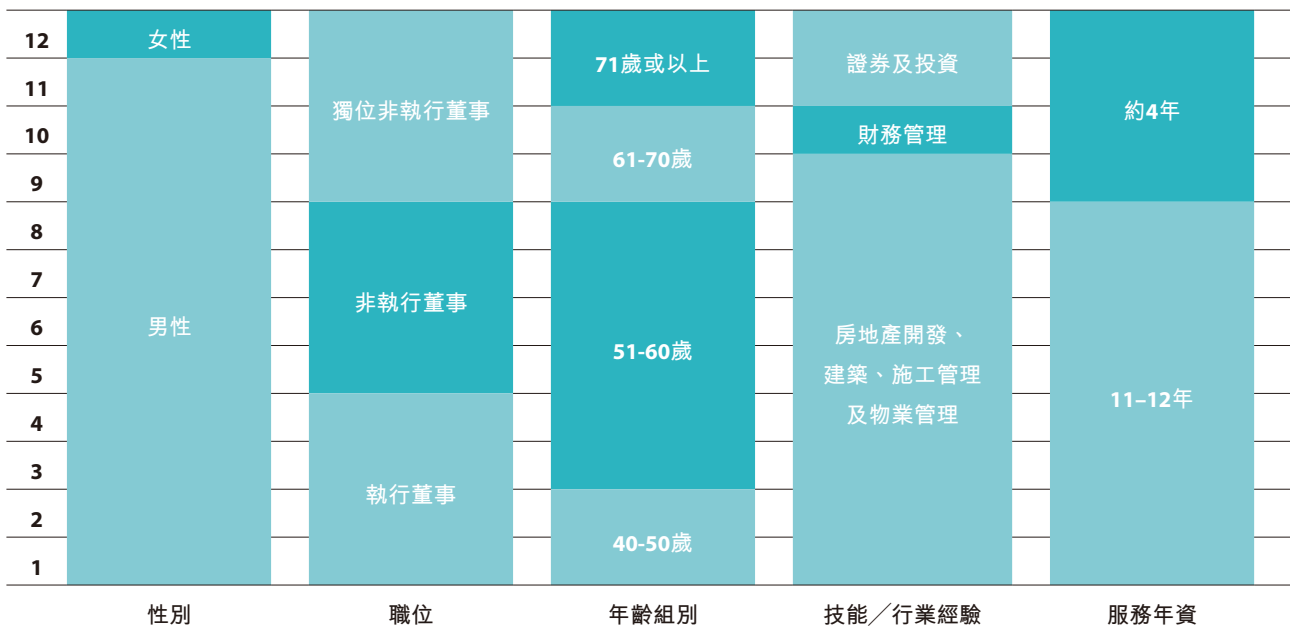 12
女性
71歲或以上
證券及投資
11
獨位非執行董事
約4年
10
財務管理
61-70歲
9
8
7
非執行董事
6
男性
房地產開發、
51-60歲
5
建築、施工管理
11–12年
4
及物業管理
3
執行董事
2
40-50歲
1
性別
職位
年齡組別
技能／行業經驗
服務年資